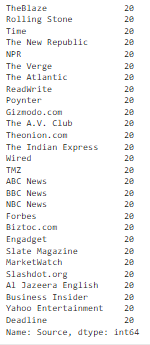 TheBlaze 20
Rolling Stone 20
Time 20
The New Republic 20
NPR 20
The Verge 20
The Atlantic 20
ReadWrite 20
Poynter 20
Gizmodo.com 20
The A.V. Club 20
Theonion.com 20
The Indian Express 20
Wired 20
TMZ 20
ABC News 20
BBC News 20
NBC News 20
Forbes 20
Biztoc.com 20
Engadget 20
Slate Magazine 20
MarketWatch 20
Slashdot.org 20
Al Jazeera English 20
Business Insider 20
Yahoo Entertainment 20
Deadline 20
Name: Source, dtype: int64